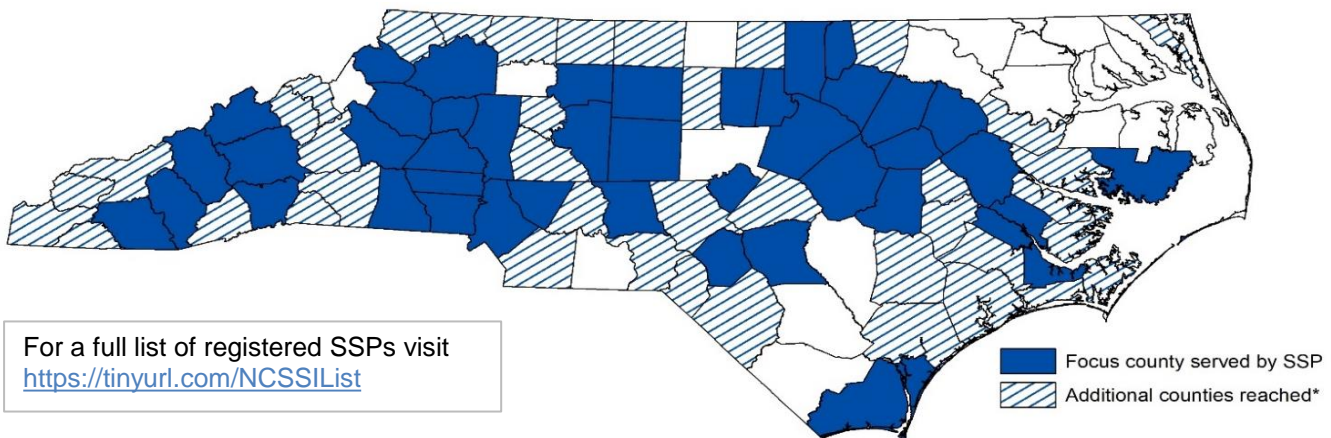 For a full list of registered SSPs visit
https://tinyurl.com/NCSSIList
Focus county served by SSP
Additional counties reached*